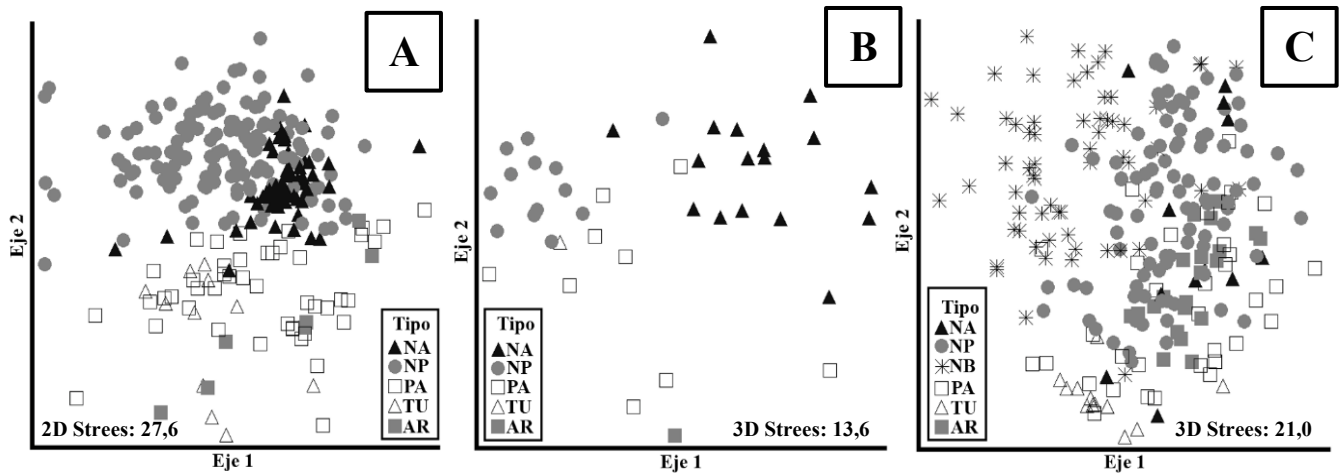 A
Eje 2
Tipo
NA
NP
PA
TU
AR
2D Strees: 27,6
Eje 1
B
Eje 2
Tipo
NA
NP
PA
TU
AR
3D Strees: 13,6
Eje 1
C
Eje 2
Tipo
NA
NP
NB
PA
TU
AR
3D Strees: 21,0
Eje 1